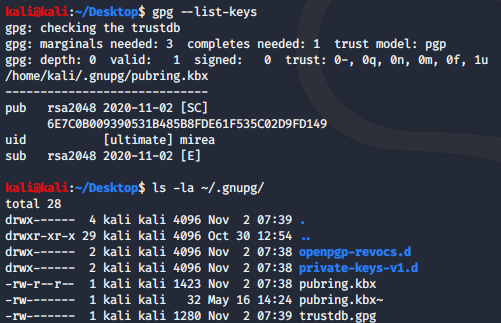 kali@kali:~/Desktop$ gpg --list-keys
gpg: checking the trustdb
gpg: marginals needed: 3  completes needed: 1  trust model: pgp
gpg: depth: 0  valid:   1  signed:   0  trust: 0-, 0q, 0n, 0m, 0f, 1u
/home/kali/.gnupg/pubring.kbx
-----------------------------
pub   rsa2048 2020-11-02 [SC]
      6E7C0B009390531B485B8FDE61F535C02D9FD149
uid           [ultimate] mirea
sub   rsa2048 2020-11-02 [E]

kali@kali:~/Desktop$ ls -la ~/.gnupg/
total 28
drwx------  4 kali kali 4096 Nov  2 07:39 .
drwxr-xr-x 29 kali kali 4096 Oct 30 12:54 ..
drwx------  2 kali kali 4096 Nov  2 07:38 openpgp-revocs.d
drwx------  2 kali kali 4096 Nov  2 07:38 private-keys-v1.d
-rw-r--r--  1 kali kali 1423 Nov  2 07:38 pubring.kbx
-rw-------  1 kali kali   32 May 16 14:24 pubring.kbx~
-rw-------  1 kali kali 1280 Nov  2 07:39 trustdb.gpg